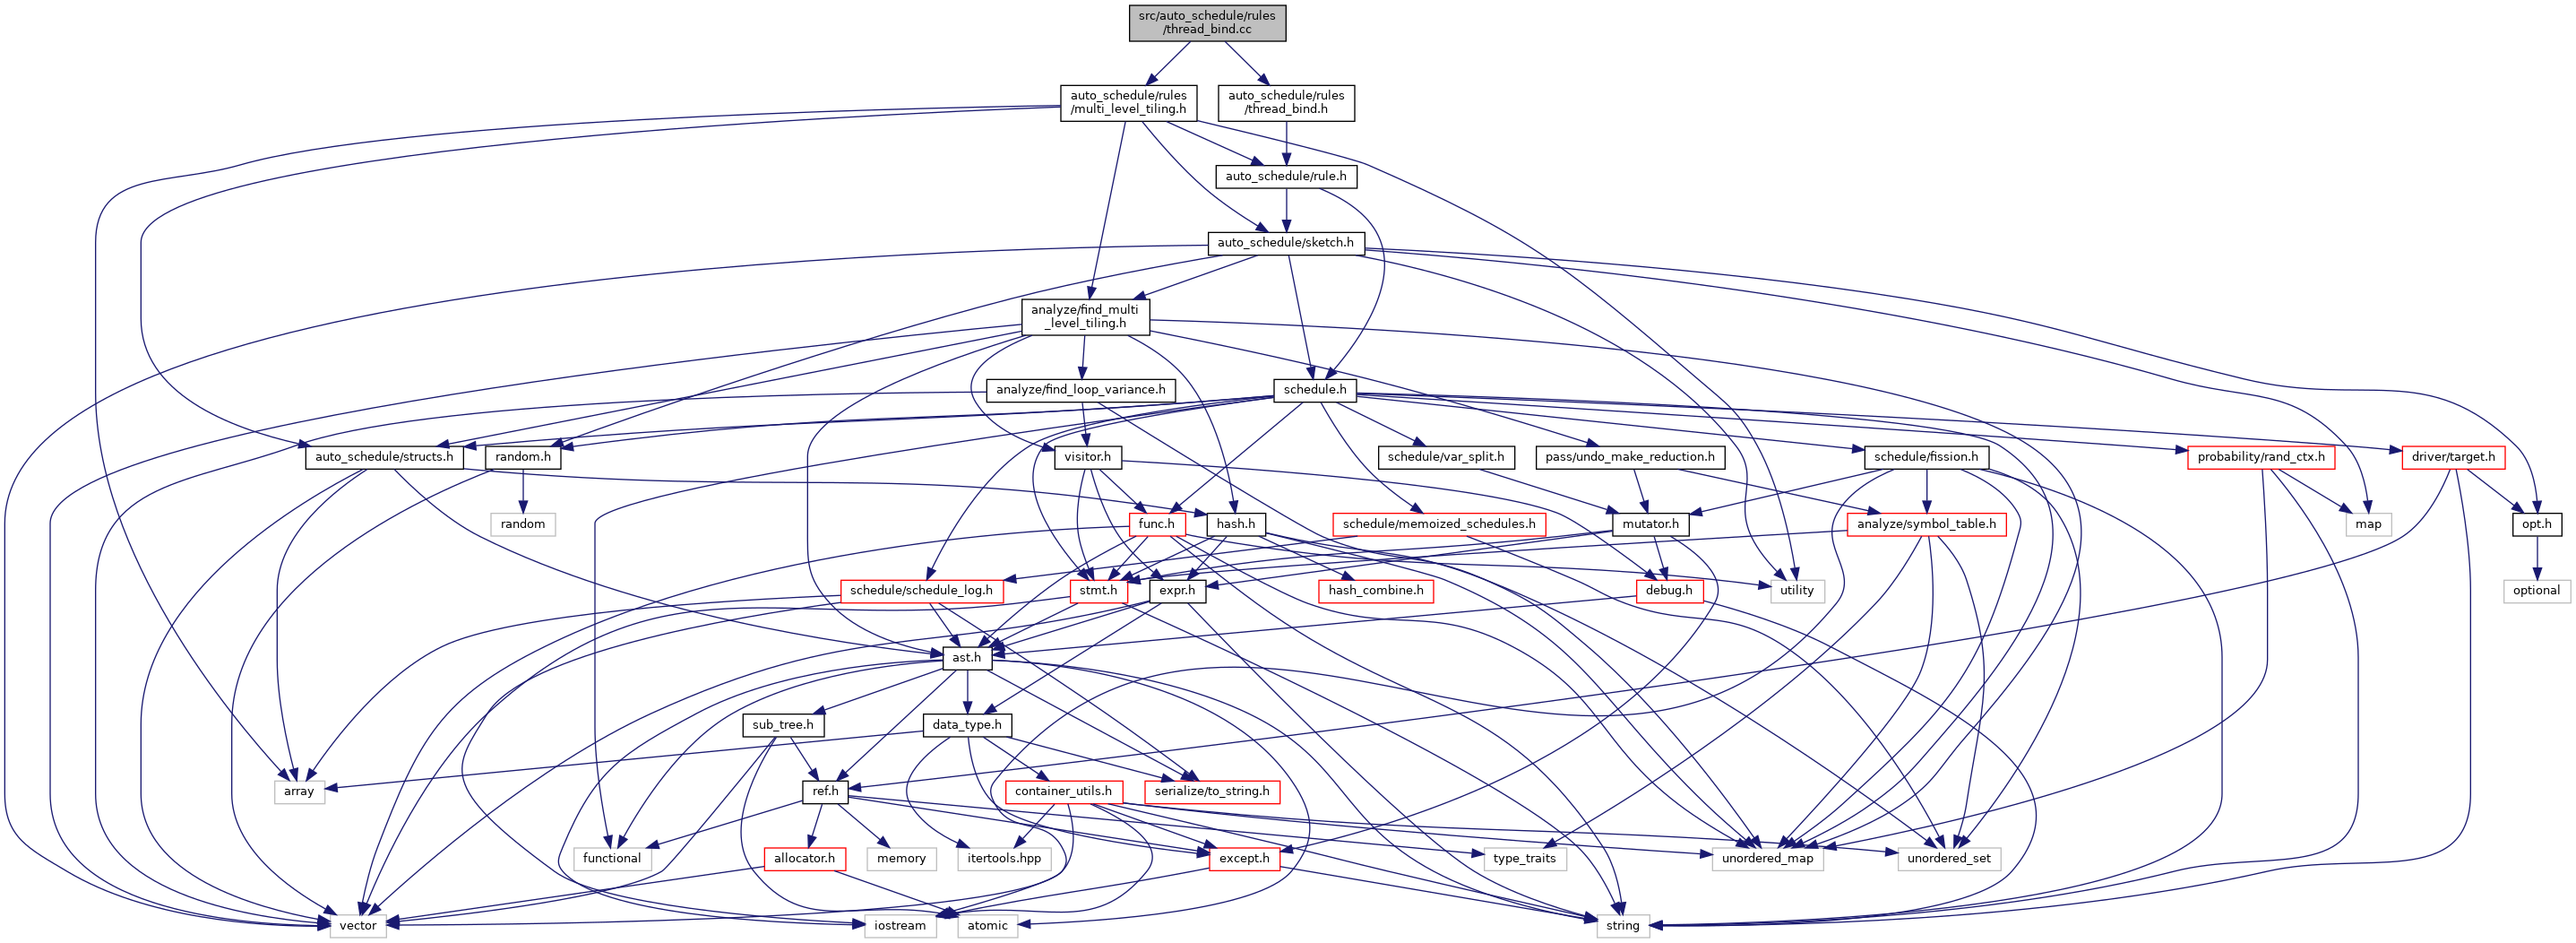 src/auto_schedule/rules
/thread_bind.cc
auto_schedule/rules
/multi_level_tiling.h
auto_schedule/rules
/thread_bind.h
auto_schedule/rule.h
auto_schedule/sketch.h
analyze/find_multi
_level_tiling.h
analyze/find_loop_variance.h
schedule.h
auto_schedule/structs.h
random.h
visitor.h
schedule/var_split.h
pass/undo_make_reduction.h
schedule/fission.h
probability/rand_ctx.h
driver/target.h
random
func.h
hash.h
schedule/memoized_schedules.h
mutator.h
analyze/symbol_table.h
map
opt.h
schedule/schedule_log.h
stmt.h
expr.h
hash_combine.h
debug.h
utility
optional
ast.h
sub_tree.h
data_type.h
array
ref.h
container_utils.h
serialize/to_string.h
functional
allocator.h
memory
itertools.hpp
except.h
type_traits
unordered_map
unordered_set
vector
iostream
atomic
string